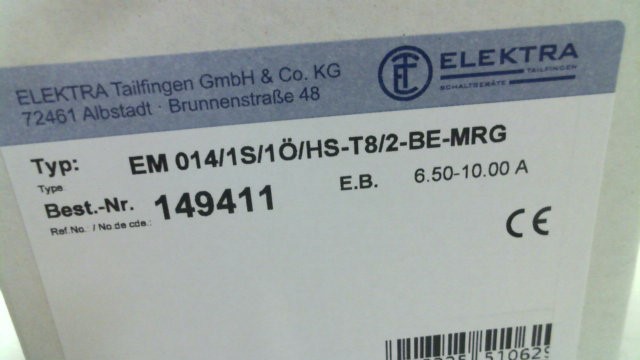 ELEKTRA Tailfingen GmbH & Co. KG
72461 Albstadt · Brunnenstraße 48
ELEKTRA
TAILFINGEN
SCHALTGERÄTE
Typ: EM 014/1S/1Ö/HS-T8/2-BE-MRG
Type
Best.-Nr. 149411 E.B. 6.50-10.00 A
Ref.No. / No.de cde.:
CE